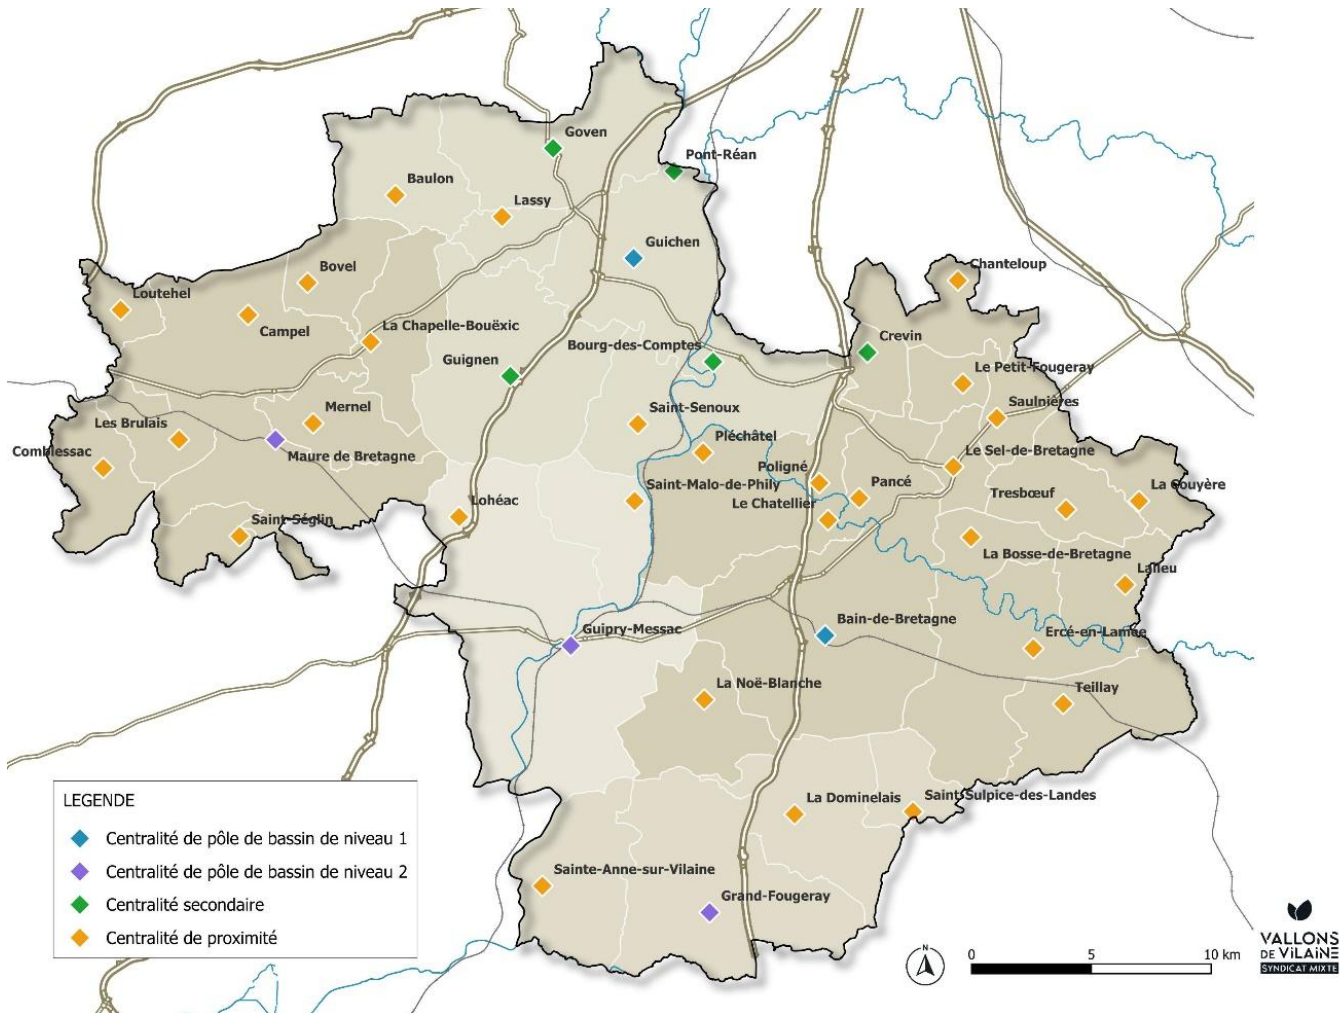 Goven
Pont-Réan
Baulon
Lassy
Guichen
Bovel
Chanteloup
Loutehel
Campel
La Chapelle-Bouëxic
Crevin
Bourg-des-Comptes
Guignen
Le Petit-Fougeray
Saulnières
Mernel
Saint-Senoux
Les Brulais
Comblessac
Maure de Bretagne
Pléchâtel
Le Sel-de-Bretagne
Poligné
Pancé
Saint-Malo-de-Phily
Le Chatellier
Tresbœuf
La Couyère
Lohéac
Saint-Séglin
La Bosse-de-Bretagne
Lalleu
Guipry-Messac
Bain-de-Bretagne
Ercé-en-Lamée
La Noë-Blanche
Teillay
La Dominelais
Saint-Sulpice-des-Landes
Sainte-Anne-sur-Vilaine
Grand-Fougeray
LEGENDE
Centralité de pôle de bassin de niveau 1
Centralité de pôle de bassin de niveau 2
Centralité secondaire
Centralité de proximité
N
0 5 10 km
VALLONS
DE VILAINE
SYNDICAT MIXTE